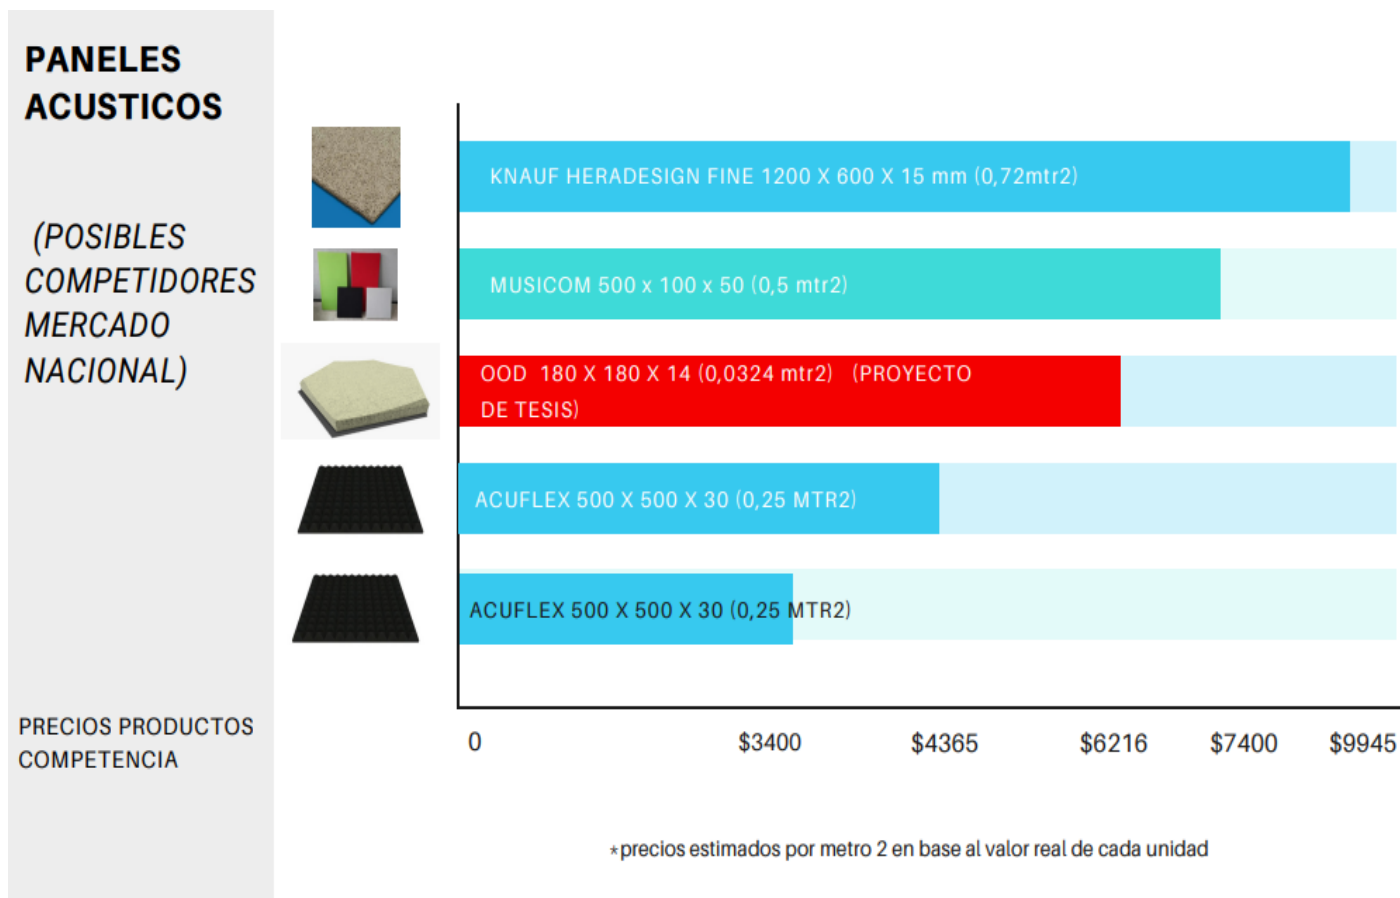 PANELES
ACUSTICOS
(POSIBLES
COMPETIDORES
MERCADO
NACIONAL)
KNAUF HERADESIGN FINE 1200 X 600 X 15 mm (0,72mtr2)
MUSICOM 500 x 100 x 50 (0,5 mtr2)
OOD 180 X 180 X 14 (0,0324 mtr2) (PROYECTO
DE TESIS)
ACUFLEX 500 X 500 X 30 (0,25 MTR2)
ACUFLEX 500 X 500 X 30 (0,25 MTR2)
PRECIOS PRODUCTOS
COMPETENCIA
0 $3400 $4365 $6216 $7400 $9945
*precios estimados por metro 2 en base al valor real de cada unidad